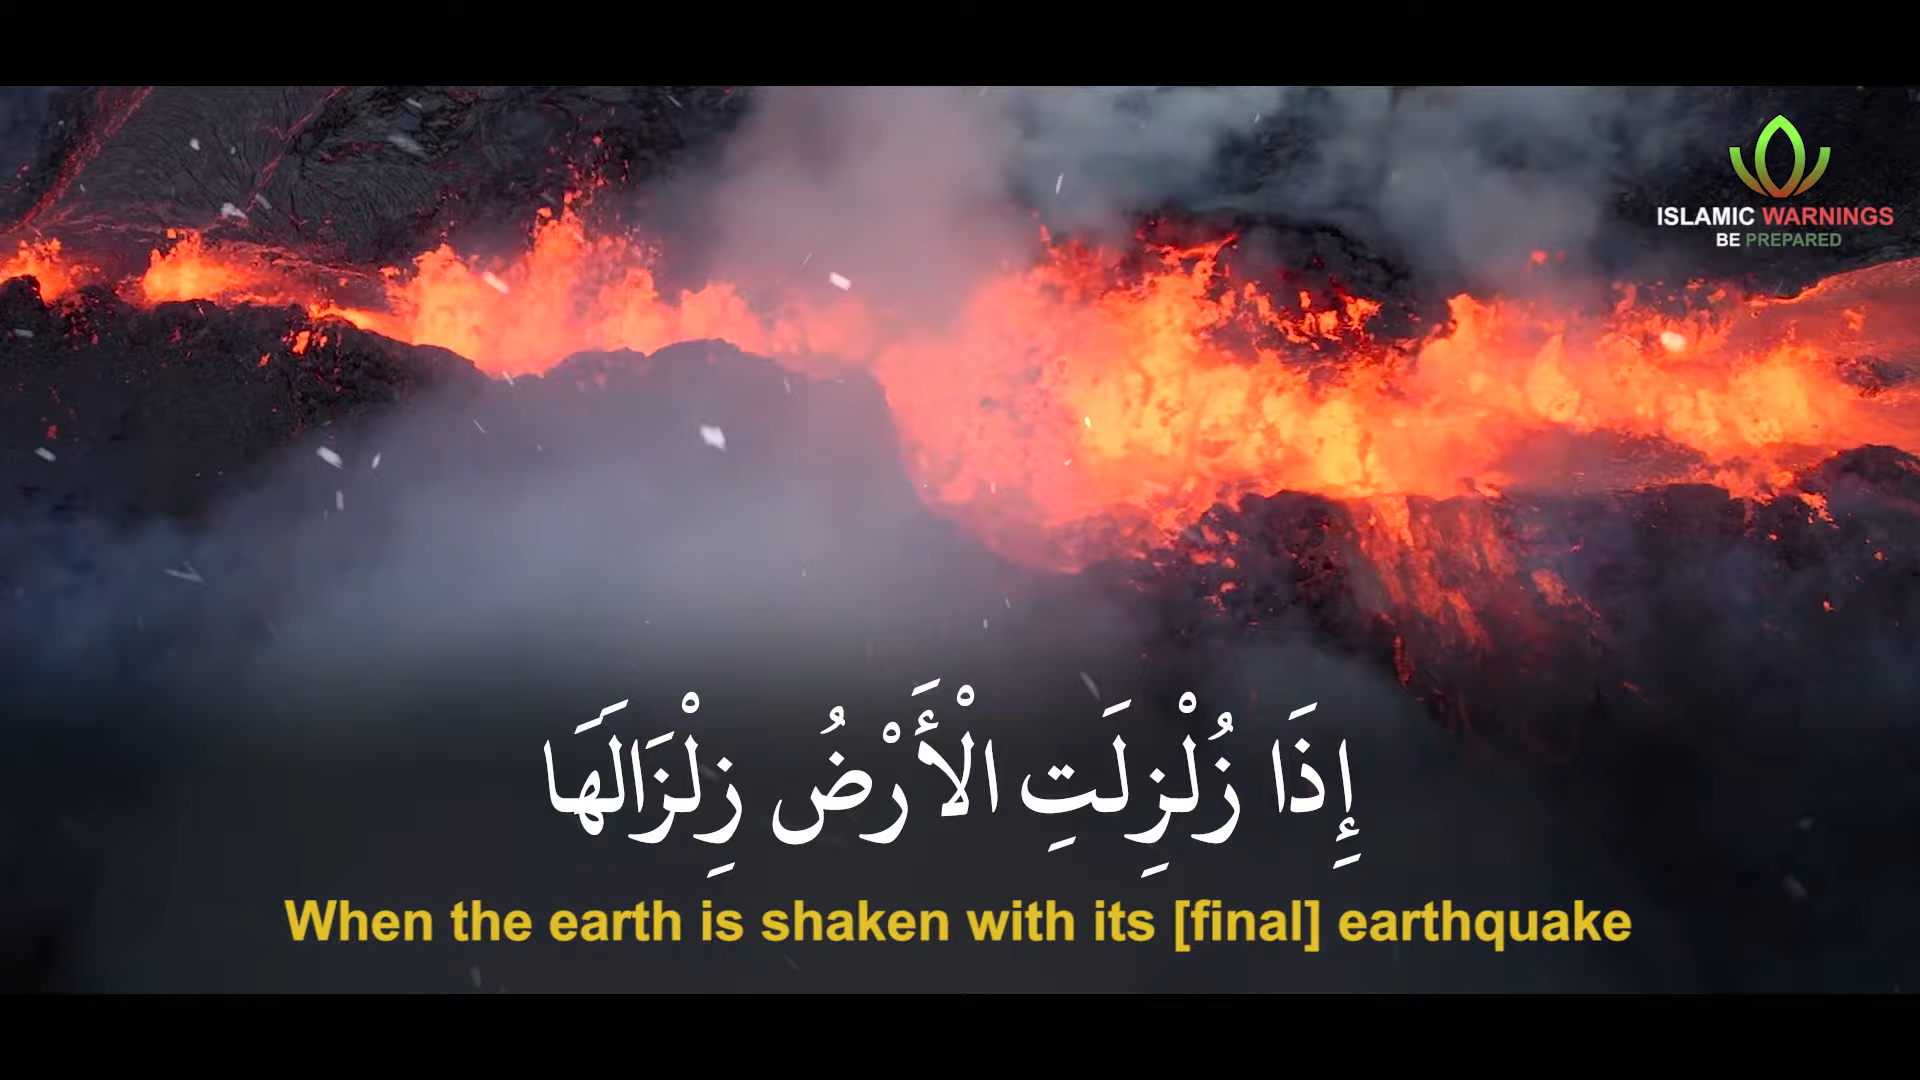 ISLAMIC WARNINGS
BE PREPARED
إِذَا زُلْزِلَتِ الْأَرْضُ زِلْزَالَهَا
When the earth is shaken with its [final] earthquake